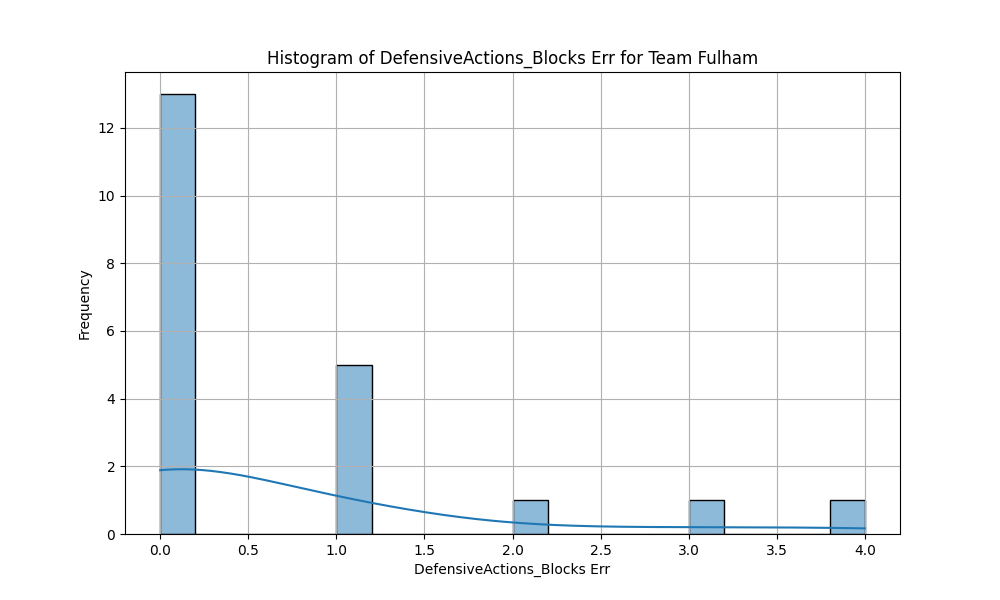 Histogram of DefensiveActions_Blocks Err for Team Fulham
Frequency
12
10
8
6
4
2
0
0.0 0.5 1.0 1.5 2.0 2.5 3.0 3.5 4.0
DefensiveActions_Blocks Err